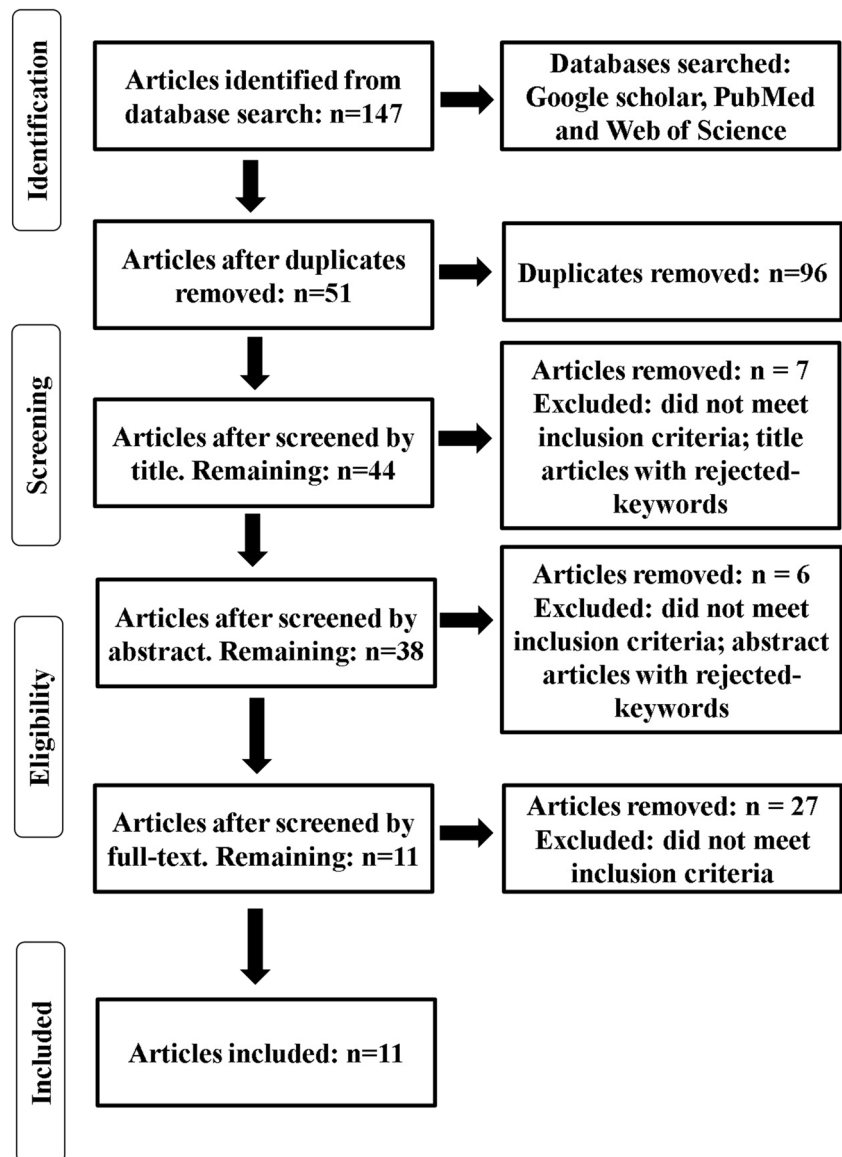 Identification
Articles identified from
database search: n=147
Databases searched:
Google scholar, PubMed
and Web of Science
Articles after duplicates
removed: n=51
Duplicates removed: n=96
Screening
Articles after screened by
title. Remaining: n=44
Articles removed: n = 7
Excluded: did not meet
inclusion criteria; title
articles with rejected-
keywords
Eligibility
Articles after screened by
abstract. Remaining: n=38
Articles removed: n = 6
Excluded: did not meet
inclusion criteria; abstract
articles with rejected-
keywords
Articles after screened by
full-text. Remaining: n=11
Articles removed: n = 27
Excluded: did not meet
inclusion criteria
Included
Articles included: n=11